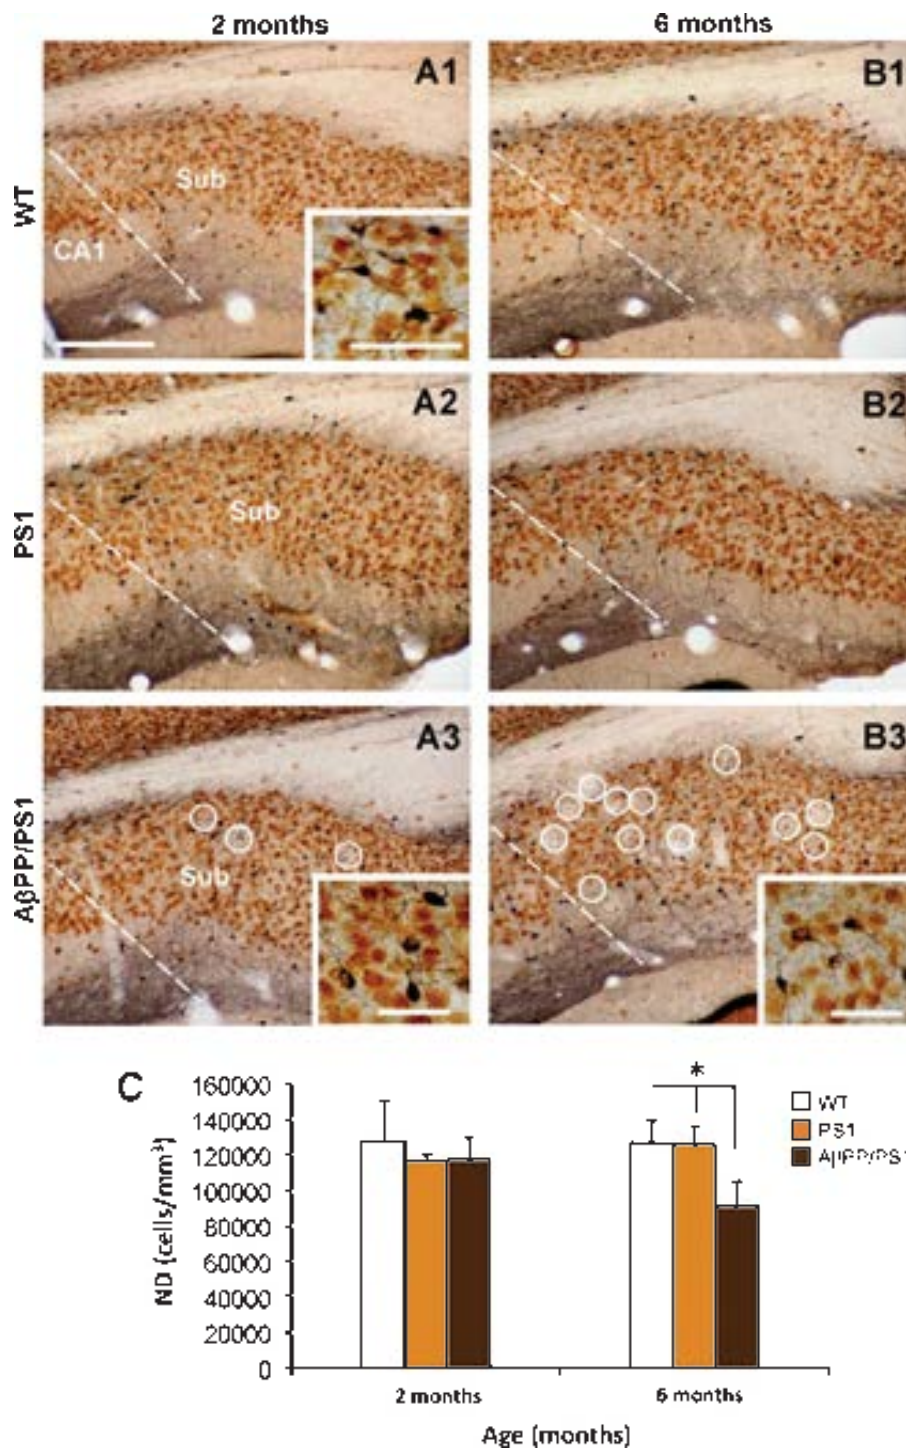 2 months 6 months
WT
A1
Sub
CA1
B1
PS1
A2
Sub
B2
AβPP/PS1
A3
Sub
B3
C
*
ND (cells/mm³)
160000
140000
120000
100000
80000
60000
40000
20000
0
WT
PS1
AβPP/PS1
2 months 6 months
Age (months)